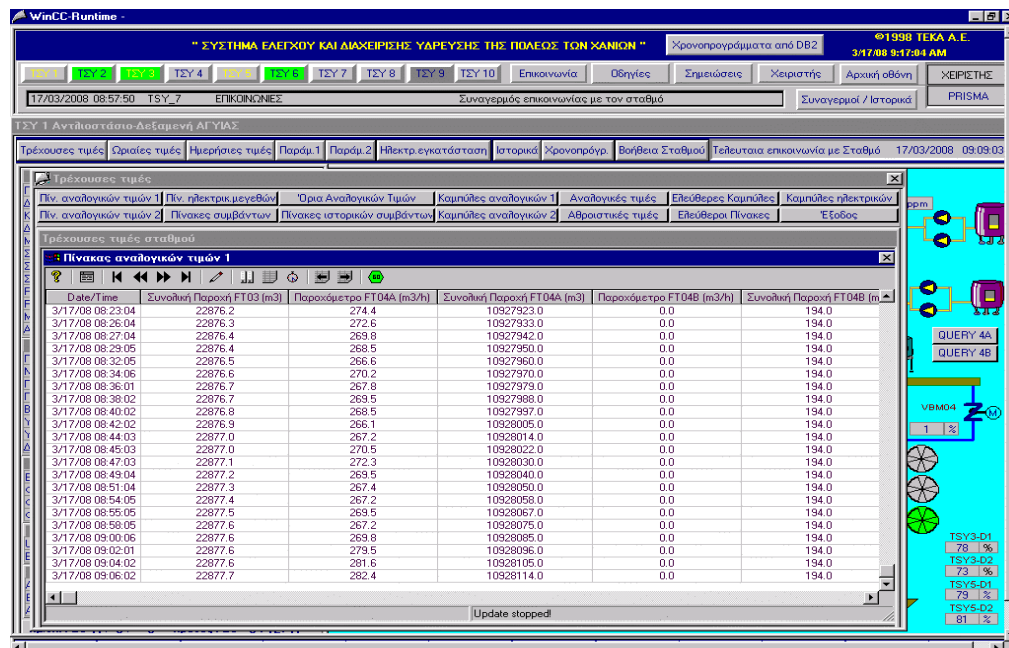 WinCC-Runtime -
" ΣΥΣΤΗΜΑ ΕΛΕΓΧΟΥ ΚΑΙ ΔΙΑΧΕΙΡΙΣΗΣ ΥΔΡΕΥΣΗΣ ΤΗΣ ΠΟΛΕΩΣ ΤΩΝ ΧΑΝΙΩΝ " Χρονοπρογράμματα από DB2 ©1998 TEKA A.E.
3/17/08 9:17:04 AM
ΤΣΥ 1 ΤΣΥ 2 ΤΣΥ 3 ΤΣΥ 4 ΤΣΥ 5 ΤΣΥ 6 ΤΣΥ 7 ΤΣΥ 8 ΤΣΥ 9 ΤΣΥ 10 Επικοινωνία Οδηγίες Σημειώσεις Χειριστής Αρχική οθόνη ΧΕΙΡΙΣΤΗΣ
17/03/2008 08:57:50 TSY_7 ΕΠΙΚΟΙΝΩΝΙΕΣ Συναγερμός επικοινωνίας με τον σταθμό Συναγερμοί / Ιστορικά PRISMA
ΤΣΥ 1 Αντλιοστάσιο-Δεξαμενή ΑΓΥΙΑΣ
Τρέχουσες τιμές Ωριαίες τιμές Ημερήσιες τιμές Παράμ.1 Παράμ.2 Ηλεκτρ.εγκατάσταση Ιστορικά Χρονοπρόγρ. Βοήθεια Σταθμού Τελευταια επικοινωνία με Σταθμό 17/03/2008 09:09:03
Τρέχουσες τιμές
Πίν. αναλογικών τιμών 1 Πίν. ηλεκτρικ.μεγεθών Όρια Αναλογικών Τιμών Καμπύλες αναλογικών 1 Αναλογικές τιμές Ελεύθερες Καμπύλες Καμπύλες ηλεκτρικών
Πίν. αναλογικών τιμών 2 Πίνακες συμβάντων Πίνακες ιστορικών συμβάντων Καμπύλες αναλογικών 2 Αθροιστικές τιμές Ελεύθεροι Πίνακες Έξοδος
ppm
Τρέχουσες τιμές σταθμού
Πίνακας αναλογικών τιμών 1
Date/Time Συνολική Παροχή FT03 (m3) Παροχόμετρο FT04A (m3/h) Συνολική Παροχή FT04A (m3) Παροχόμετρο FT04B (m3/h) Συνολική Παροχή FT04B (m
3/17/08 08:23:04 22876.2 274.4 10927923.0 0.0 194.0
3/17/08 08:26:04 22876.3 272.6 10927933.0 0.0 194.0
3/17/08 08:27:04 22876.4 269.8 10927942.0 0.0 194.0
3/17/08 08:29:05 22876.4 268.5 10927950.0 0.0 194.0
3/17/08 08:32:05 22876.5 266.6 10927960.0 0.0 194.0
3/17/08 08:34:06 22876.6 270.2 10927970.0 0.0 194.0
3/17/08 08:36:01 22876.7 267.8 10927979.0 0.0 194.0
3/17/08 08:38:02 22876.7 269.5 10927988.0 0.0 194.0
3/17/08 08:40:02 22876.8 268.5 10927997.0 0.0 194.0
3/17/08 08:42:02 22876.9 266.1 10928005.0 0.0 194.0
3/17/08 08:44:03 22877.0 267.2 10928014.0 0.0 194.0
3/17/08 08:45:03 22877.0 270.5 10928022.0 0.0 194.0
3/17/08 08:47:03 22877.1 272.3 10928030.0 0.0 194.0
3/17/08 08:49:04 22877.2 269.5 10928040.0 0.0 194.0
3/17/08 08:51:04 22877.3 267.4 10928050.0 0.0 194.0
3/17/08 08:54:05 22877.4 267.2 10928058.0 0.0 194.0
3/17/08 08:55:05 22877.5 269.5 10928067.0 0.0 194.0
3/17/08 08:58:05 22877.6 267.2 10928075.0 0.0 194.0
3/17/08 09:00:06 22877.6 269.8 10928085.0 0.0 194.0
3/17/08 09:02:01 22877.6 279.5 10928096.0 0.0 194.0
3/17/08 09:04:02 22877.6 281.6 10928105.0 0.0 194.0
3/17/08 09:06:02 22877.7 282.4 10928114.0 0.0 194.0
Update stopped!
QUERY 4A
QUERY 4B
VBM04
M
1 %
TSY3-D1
78 %
TSY3-D2
73 %
TSY5-D1
79 %
TSY5-D2
81 %